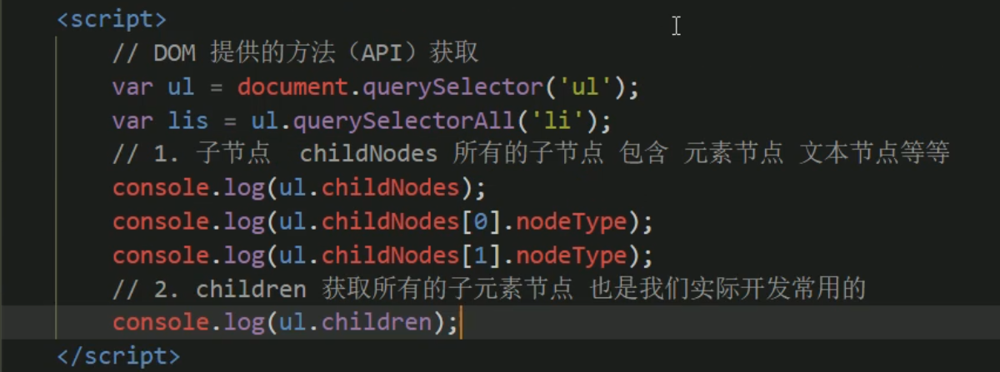 <script>
// DOM 提供的方法（API）获取
var ul = document.querySelector('ul');
var lis = ul.querySelectorAll('li');
// 1. 子节点  childNodes 所有的子节点 包含 元素节点 文本节点等等
console.log(ul.childNodes);
console.log(ul.childNodes[0].nodeType);
console.log(ul.childNodes[1].nodeType);
// 2. children 获取所有的子元素节点 也是我们实际开发常用的
console.log(ul.children);
</script>